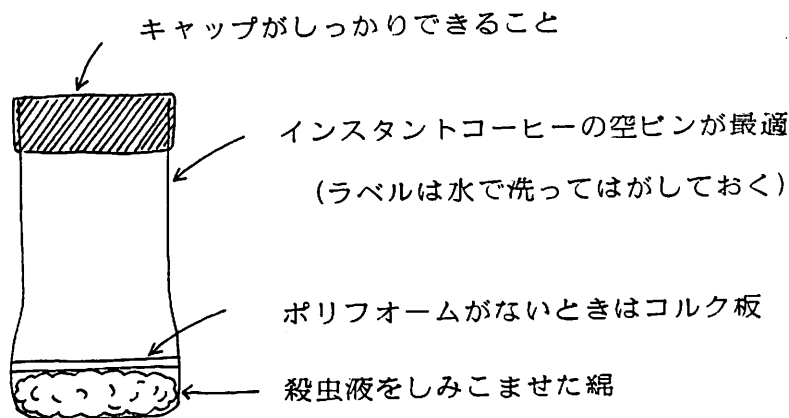 キャップがしっかりできること
インスタントコーヒーの空ビンが最適
(ラベルは水で洗ってはがしておく)
ポリフォームがないときはコルク板
殺虫液をしみこませた綿